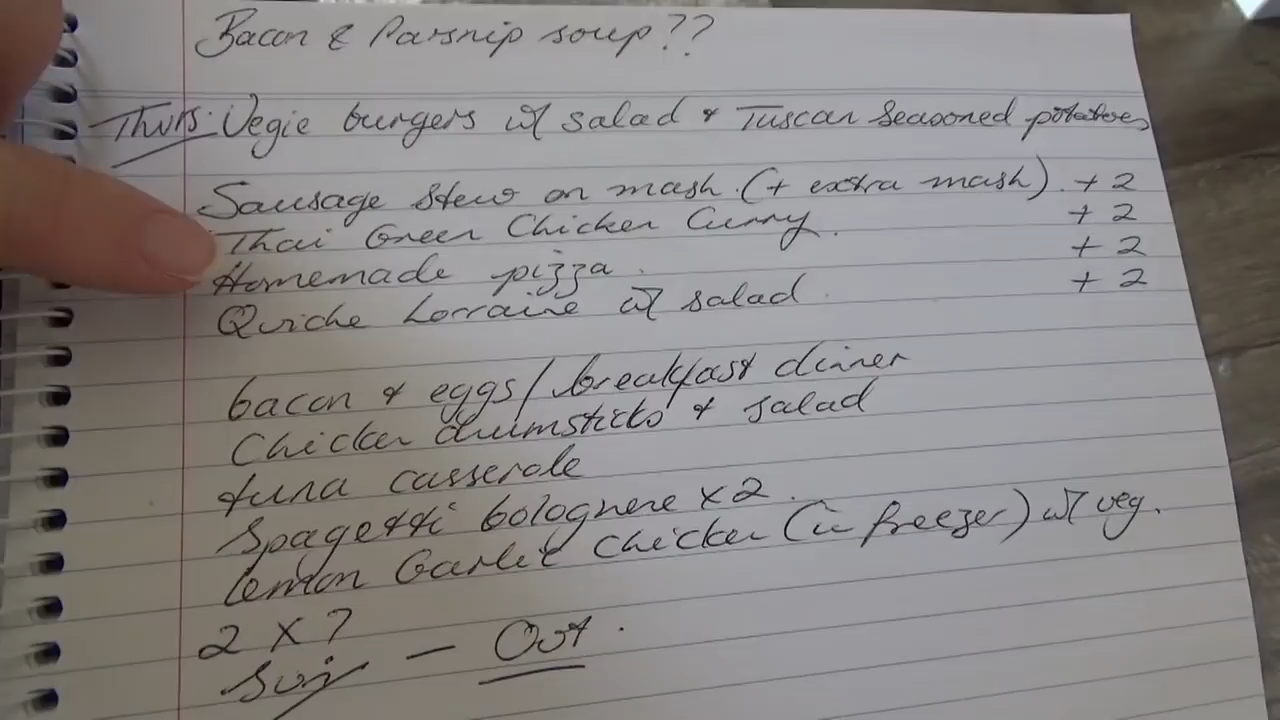 Bacon & Parsnip soup??
Thurs: Vegie burgers w/ salad + Tuscan Seasoned potatoes
Sausage Stew on mash. (+ extra mash). + 2
Thai Green Chicken Curry. + 2
Homemade pizza. + 2
Quiche Lorraine w/ salad. + 2
bacon + eggs/breakfast dinner
Chicken drumsticks + salad
tuna casserole
Spagetti bolognese x 2.
Lemon Garlic Chicken (in freezer) w/ veg.
2 x ?
Sun — Out.